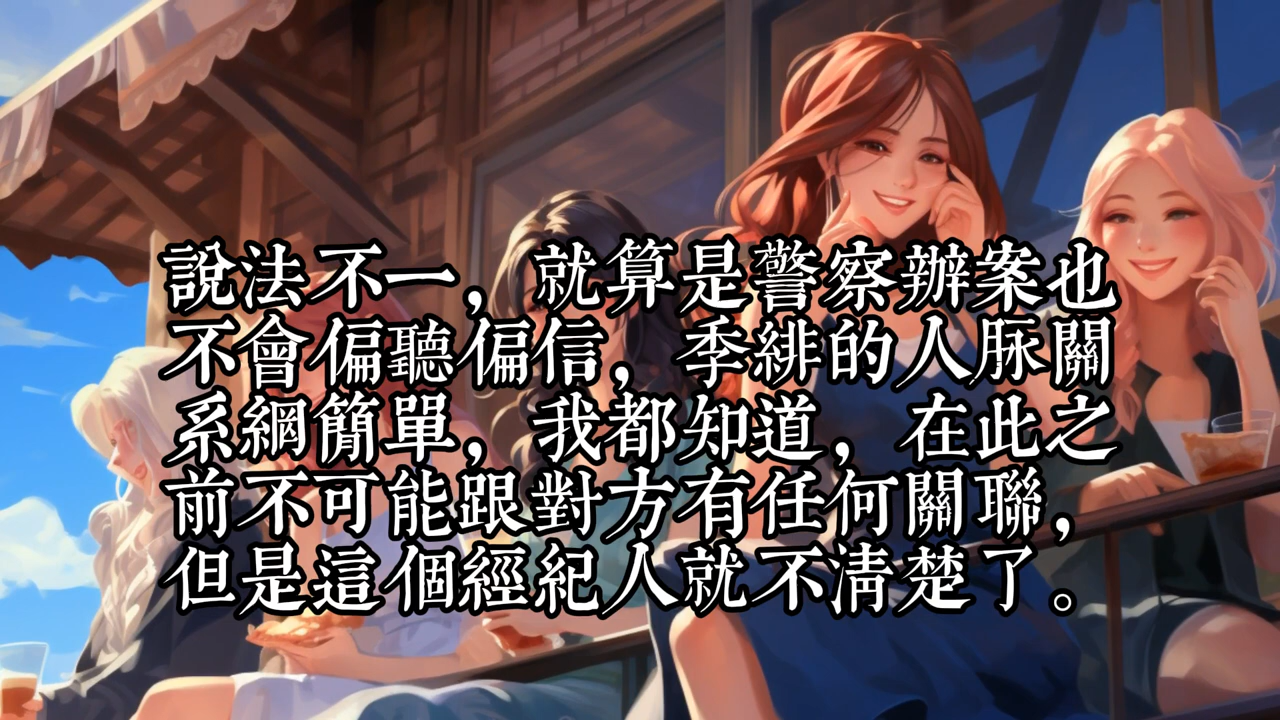 說法不一，就算是警察辦案也
不會偏聽偏信，季緋的人脈關
系網簡單，我都知道，在此之
前不可能跟對方有任何關聯，
但是這個經紀人就不清楚了。